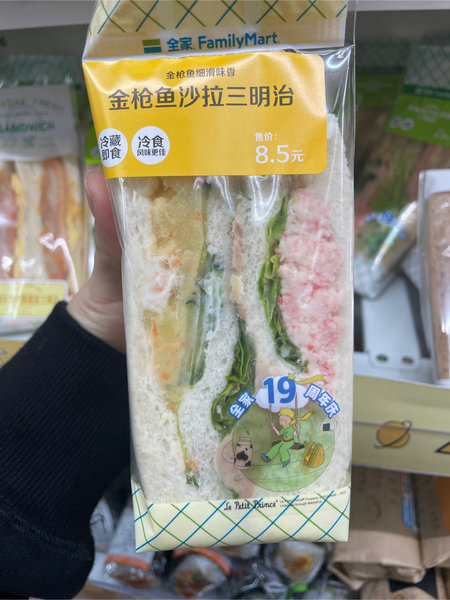 全家 FamilyMart
金枪鱼细滑味香
金枪鱼沙拉三明治
冷藏
即食
冷食
风味更佳
售价:
8.5元
SANDWICH
全家 19 周年庆
Le Petit Prince